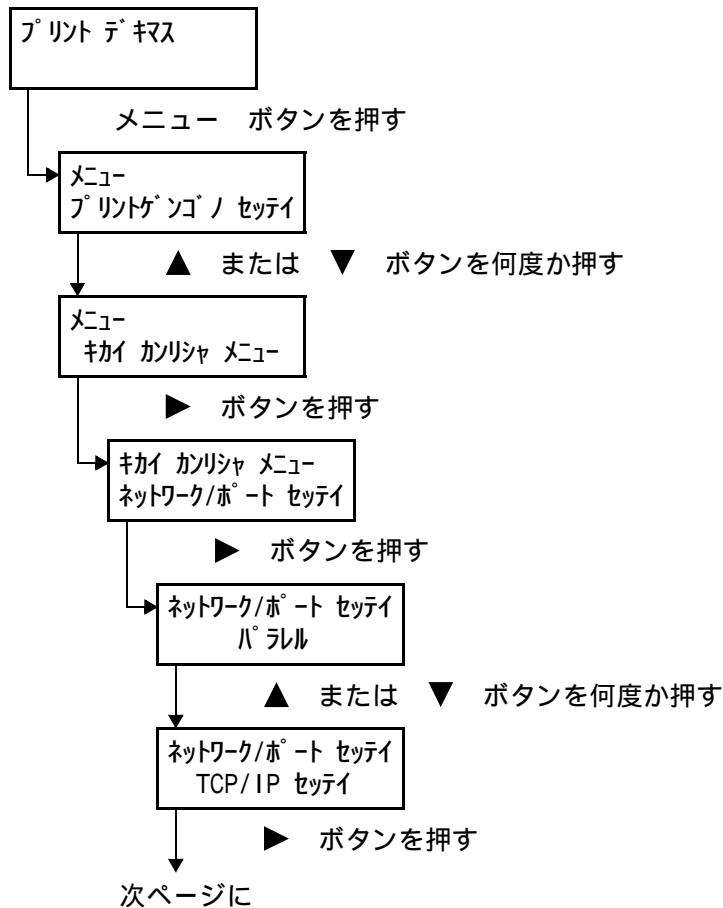 ﾌﾟﾘﾝﾄ ﾃﾞｷﾏｽ
メニュー ボタンを押す
ﾒﾆｭｰ
ﾌﾟﾘﾝﾄｹﾞﾝｺﾞﾉ ｾｯﾃｲ
▲ または ▼ ボタンを何度か押す
ﾒﾆｭｰ
ｷｶｲ ｶﾝﾘｼｬ ﾒﾆｭｰ
▶ ボタンを押す
ｷｶｲ ｶﾝﾘｼｬ ﾒﾆｭｰ
ﾈｯﾄﾜｰｸ/ﾎﾟｰﾄ ｾｯﾃｲ
▶ ボタンを押す
ﾈｯﾄﾜｰｸ/ﾎﾟｰﾄ ｾｯﾃｲ
ﾊﾟﾗﾚﾙ
▲ または ▼ ボタンを何度か押す
ﾈｯﾄﾜｰｸ/ﾎﾟｰﾄ ｾｯﾃｲ
TCP/IP ｾｯﾃｲ
▶ ボタンを押す
次ページに